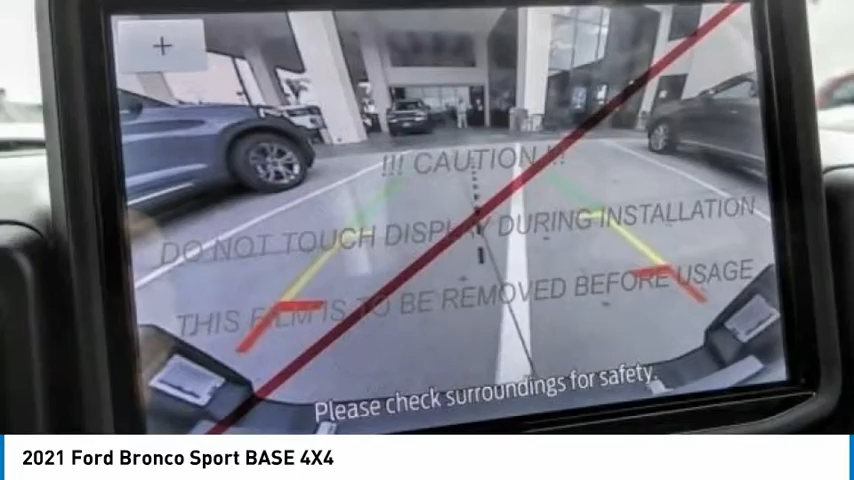 +
!!! CAUTION !!!
DO NOT TOUCH DISPLAY DURING INSTALLATION
THIS FILM IS TO BE REMOVED BEFORE USAGE
Please check surroundings for safety.
2021 Ford Bronco Sport BASE 4X4